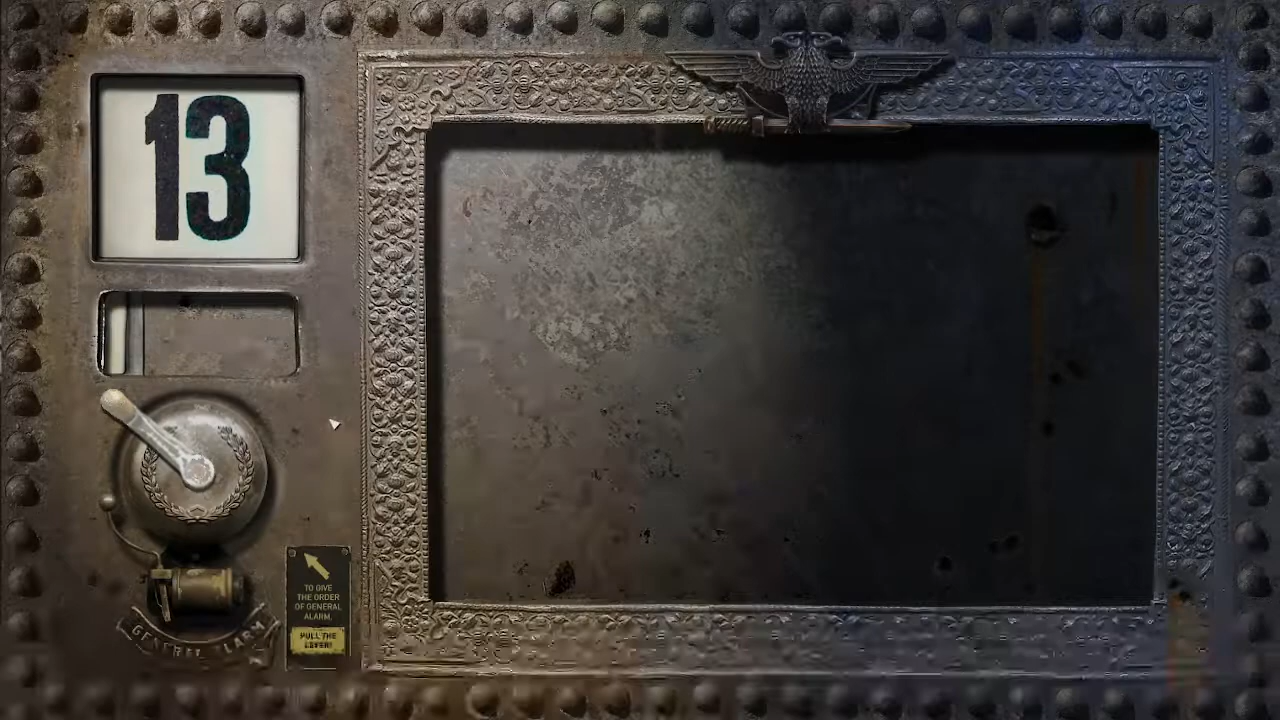 13
GENERAL ALARM
TO GIVE
THE ORDER
OF GENERAL
ALARM,
PULL THE
LEVER!